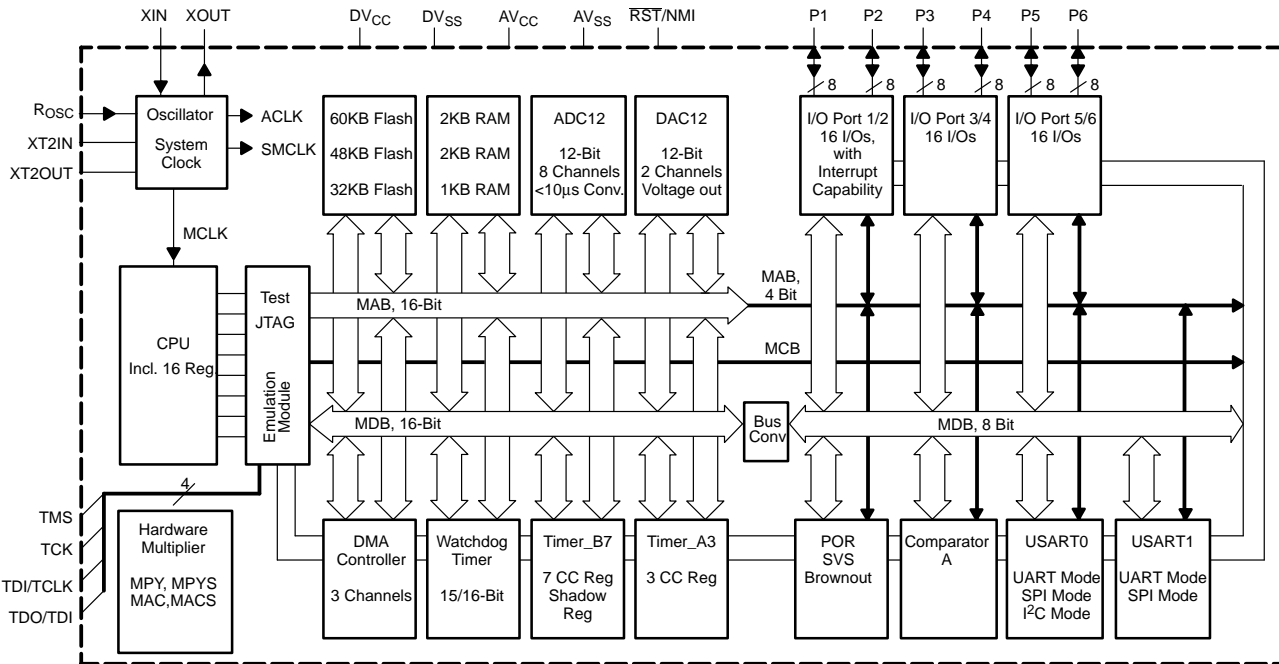 XIN XOUT DVCC DVSS AVCC AVSS RST/NMI P1 P2 P3 P4 P5 P6
8 8 8 8 8 8
ROSC
XT2IN
XT2OUT
Oscillator
System
Clock
ACLK
SMCLK
MCLK
60KB Flash
48KB Flash
32KB Flash
2KB RAM
2KB RAM
1KB RAM
ADC12
12-Bit
8 Channels
<10μs Conv.
DAC12
12-Bit
2 Channels
Voltage out
I/O Port 1/2
16 I/Os,
with
Interrupt
Capability
I/O Port 3/4
16 I/Os
I/O Port 5/6
16 I/Os
CPU
Incl. 16 Reg.
Test
JTAG
Emulation
Module
MAB, 16-Bit
MAB,
4 Bit
MCB
MDB, 16-Bit
Bus
Conv
MDB, 8 Bit
4
TMS
TCK
TDI/TCLK
TDO/TDI
Hardware
Multiplier
MPY, MPYS
MAC,MACS
DMA
Controller
3 Channels
Watchdog
Timer
15/16-Bit
Timer_B7
7 CC Reg
Shadow
Reg
Timer_A3
3 CC Reg
POR
SVS
Brownout
Comparator
A
USART0
UART Mode
SPI Mode
I2C Mode
USART1
UART Mode
SPI Mode